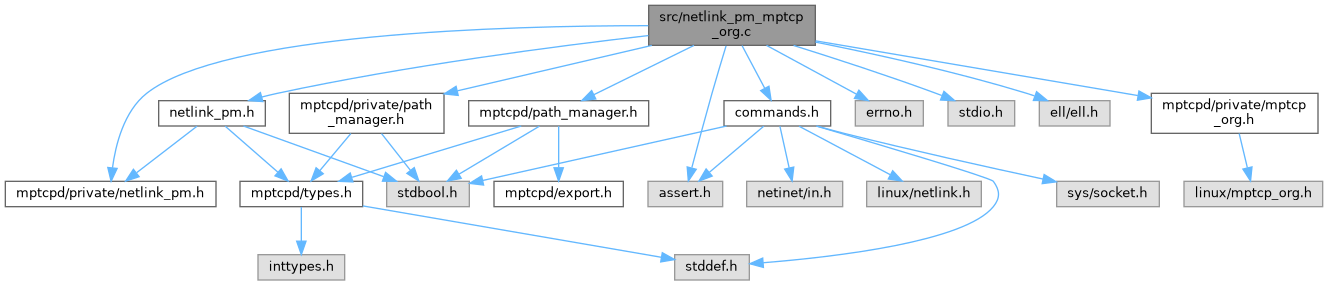 src/netlink_pm_mptcp
_org.c
netlink_pm.h
mptcpd/private/path
_manager.h
mptcpd/path_manager.h
commands.h
errno.h
stdio.h
ell/ell.h
mptcpd/private/mptcp
_org.h
mptcpd/private/netlink_pm.h
mptcpd/types.h
stdbool.h
mptcpd/export.h
assert.h
netinet/in.h
linux/netlink.h
sys/socket.h
linux/mptcp_org.h
inttypes.h
stddef.h